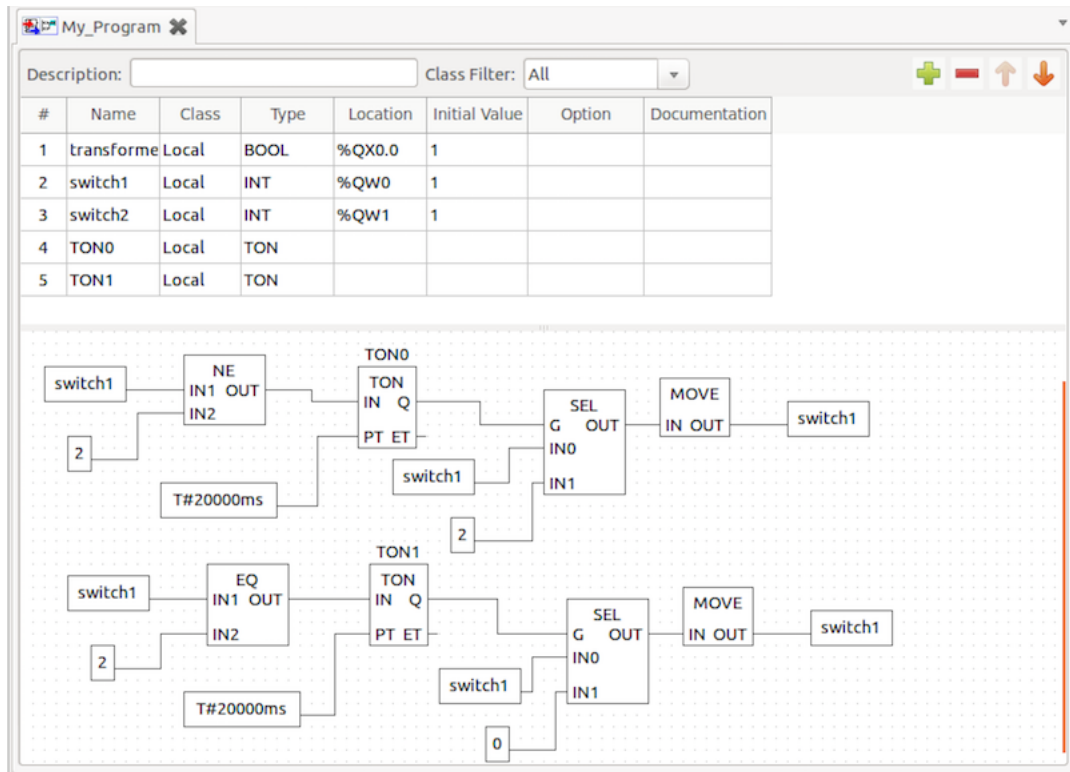 My_Program
Description: Class Filter: All
# Name Class Type Location Initial Value Option Documentation
1 transforme Local BOOL %QX0.0 1
2 switch1 Local INT %QW0 1
3 switch2 Local INT %QW1 1
4 TON0 Local TON
5 TON1 Local TON
TON0
switch1 NE TON
IN1 OUT IN Q SEL MOVE
IN2 G OUT IN OUT switch1
2 PT ET IN0
switch1
T#20000ms IN1
2
TON1
switch1 EQ TON
IN1 OUT IN Q SEL MOVE
IN2 PT ET G OUT IN OUT switch1
2 IN0
switch1 IN1
T#20000ms
0